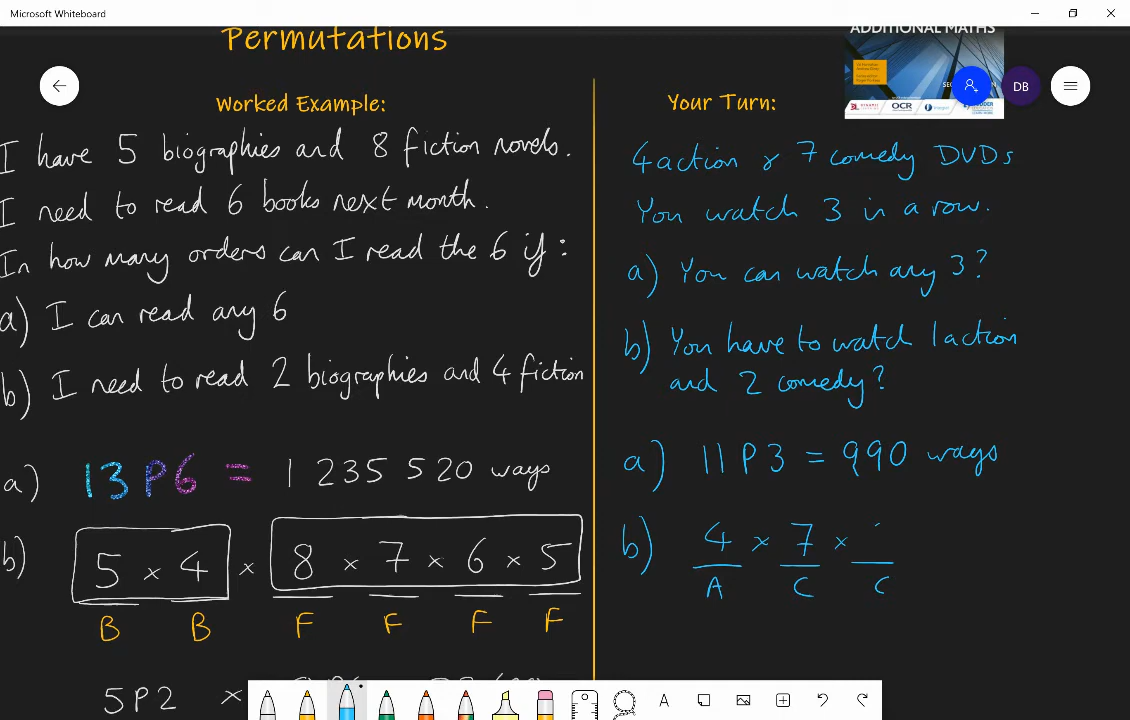 Microsoft Whiteboard
Permutations
ADDITIONAL MATHS
DB
OCR
Worked Example:
I have 5 biographies and 8 fiction novels.
I need to read 6 books next month.
In how many orders can I read the 6 if:
a) I can read any 6
b) I need to read 2 biographies and 4 fiction
a) 13P6 = 1 235 520 ways
b) 5 × 4 × 8 × 7 × 6 × 5
B B F F F F
5P2 ×
Your Turn:
4 action & 7 comedy DVDs
You watch 3 in a row.
a) You can watch any 3?
b) You have to watch 1 action
and 2 comedy?
a) 11P3 = 990 ways
b) 4 × 7 ×
A C C
A